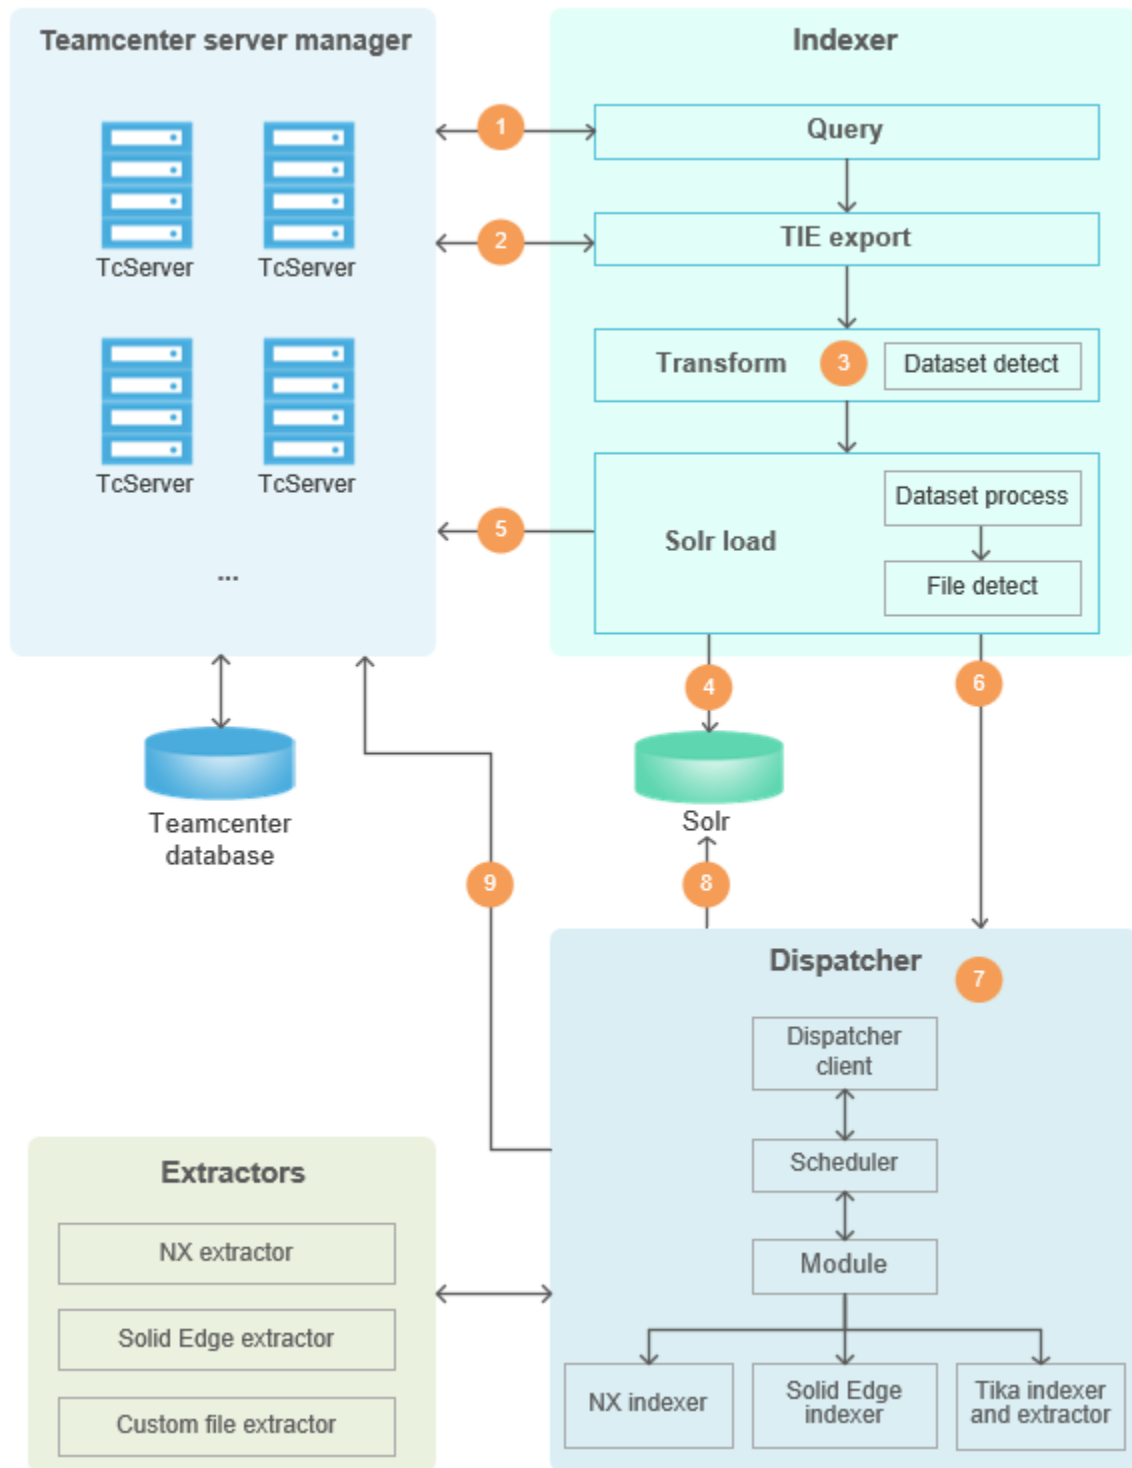 Teamcenter server manager
TcServer
TcServer
TcServer
TcServer
...
Teamcenter
database
Indexer
1
Query
2
TIE export
Transform
3
Dataset detect
Solr load
Dataset process
File detect
5
4
6
Solr
8
9
Dispatcher
7
Dispatcher
client
Scheduler
Module
NX indexer
Solid Edge
indexer
Tika indexer
and extractor
Extractors
NX extractor
Solid Edge extractor
Custom file extractor